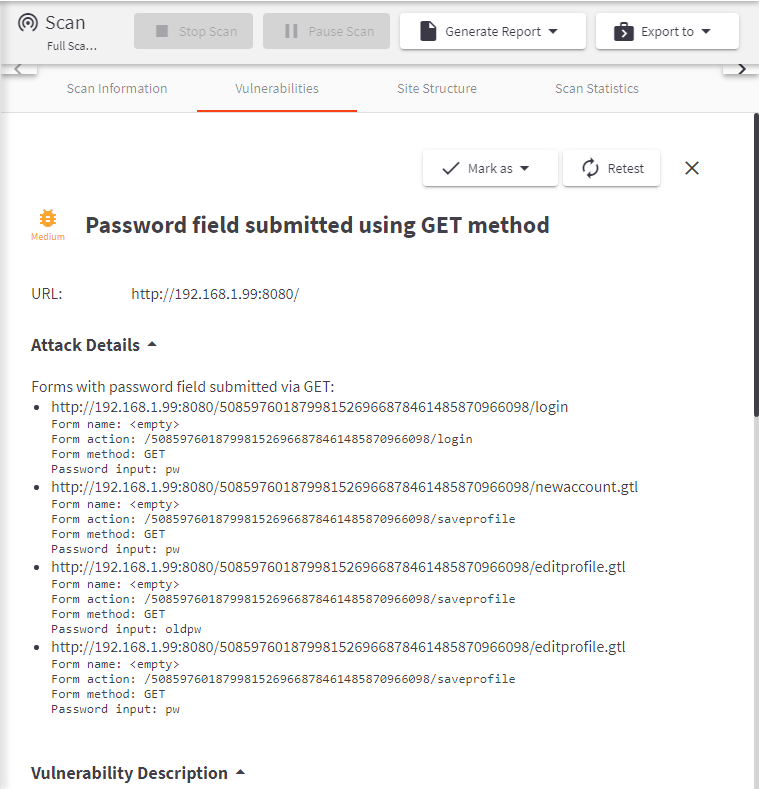 Scan
Full Sca...
Stop Scan
Pause Scan
Generate Report
Export to
Scan Information
Vulnerabilities
Site Structure
Scan Statistics
Mark as
Retest
Medium
Password field submitted using GET method
URL: http://192.168.1.99:8080/
Attack Details
Forms with password field submitted via GET:
• http://192.168.1.99:8080/508597601879981526966878461485870966098/login
Form name: <empty>
Form action: /508597601879981526966878461485870966098/login
Form method: GET
Password input: pw
• http://192.168.1.99:8080/508597601879981526966878461485870966098/newaccount.gtl
Form name: <empty>
Form action: /508597601879981526966878461485870966098/saveprofile
Form method: GET
Password input: pw
• http://192.168.1.99:8080/508597601879981526966878461485870966098/editprofile.gtl
Form name: <empty>
Form action: /508597601879981526966878461485870966098/saveprofile
Form method: GET
Password input: oldpw
• http://192.168.1.99:8080/508597601879981526966878461485870966098/editprofile.gtl
Form name: <empty>
Form action: /508597601879981526966878461485870966098/saveprofile
Form method: GET
Password input: pw
Vulnerability Description